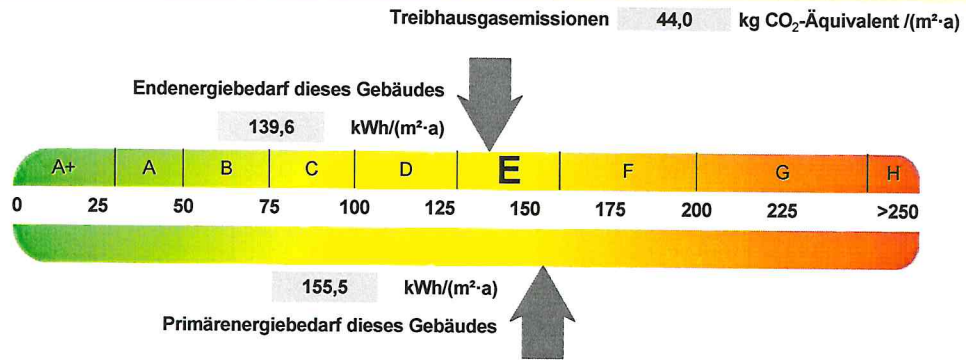 Treibhausgasemissionen 44,0 kg CO₂-Äquivalent /(m²·a)
Endenergiebedarf dieses Gebäudes
139,6 kWh/(m²·a)
A+ A B C D E F G H
0 25 50 75 100 125 150 175 200 225 >250
155,5 kWh/(m²·a)
Primärenergiebedarf dieses Gebäudes